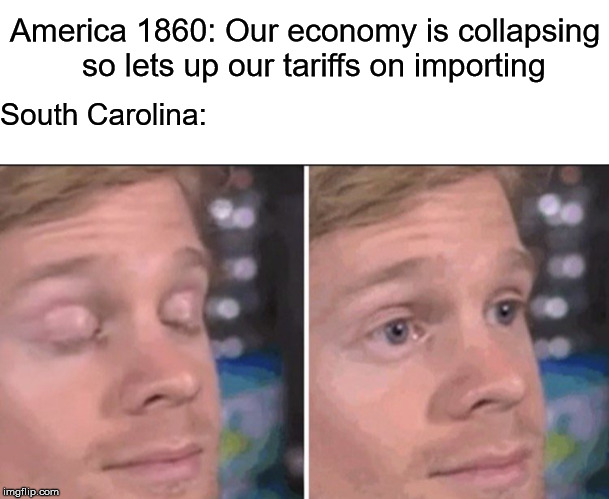 America 1860: Our economy is collapsing
so lets up our tariffs on importing
South Carolina:
imgflip.com